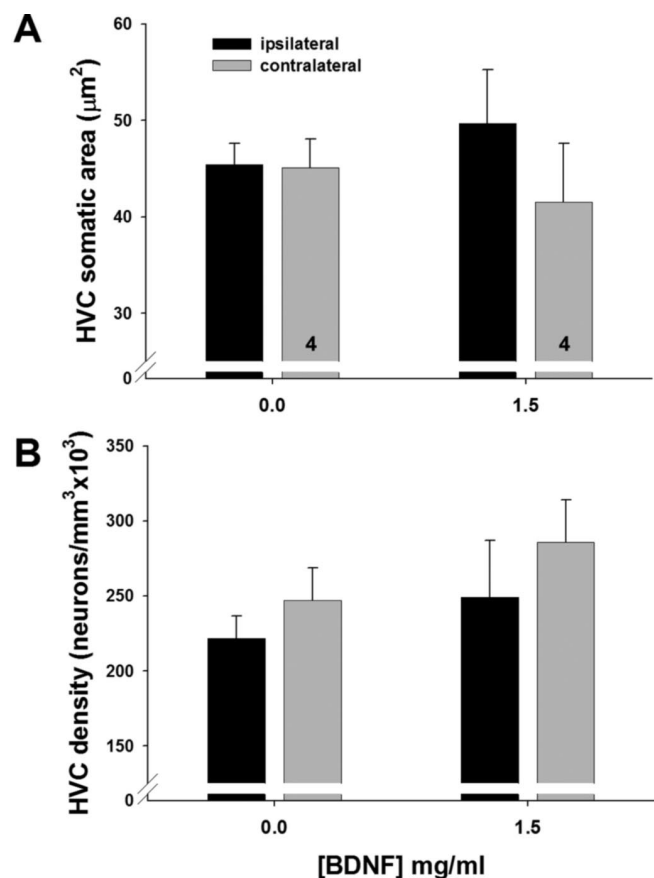 A
ipsilateral
contralateral
HVC somatic area (μm²)
60
50
40
30
0
4
4
0.0
1.5
B
HVC density (neurons/mm³x10³)
350
300
250
200
150
0
0.0
1.5
[BDNF] mg/ml